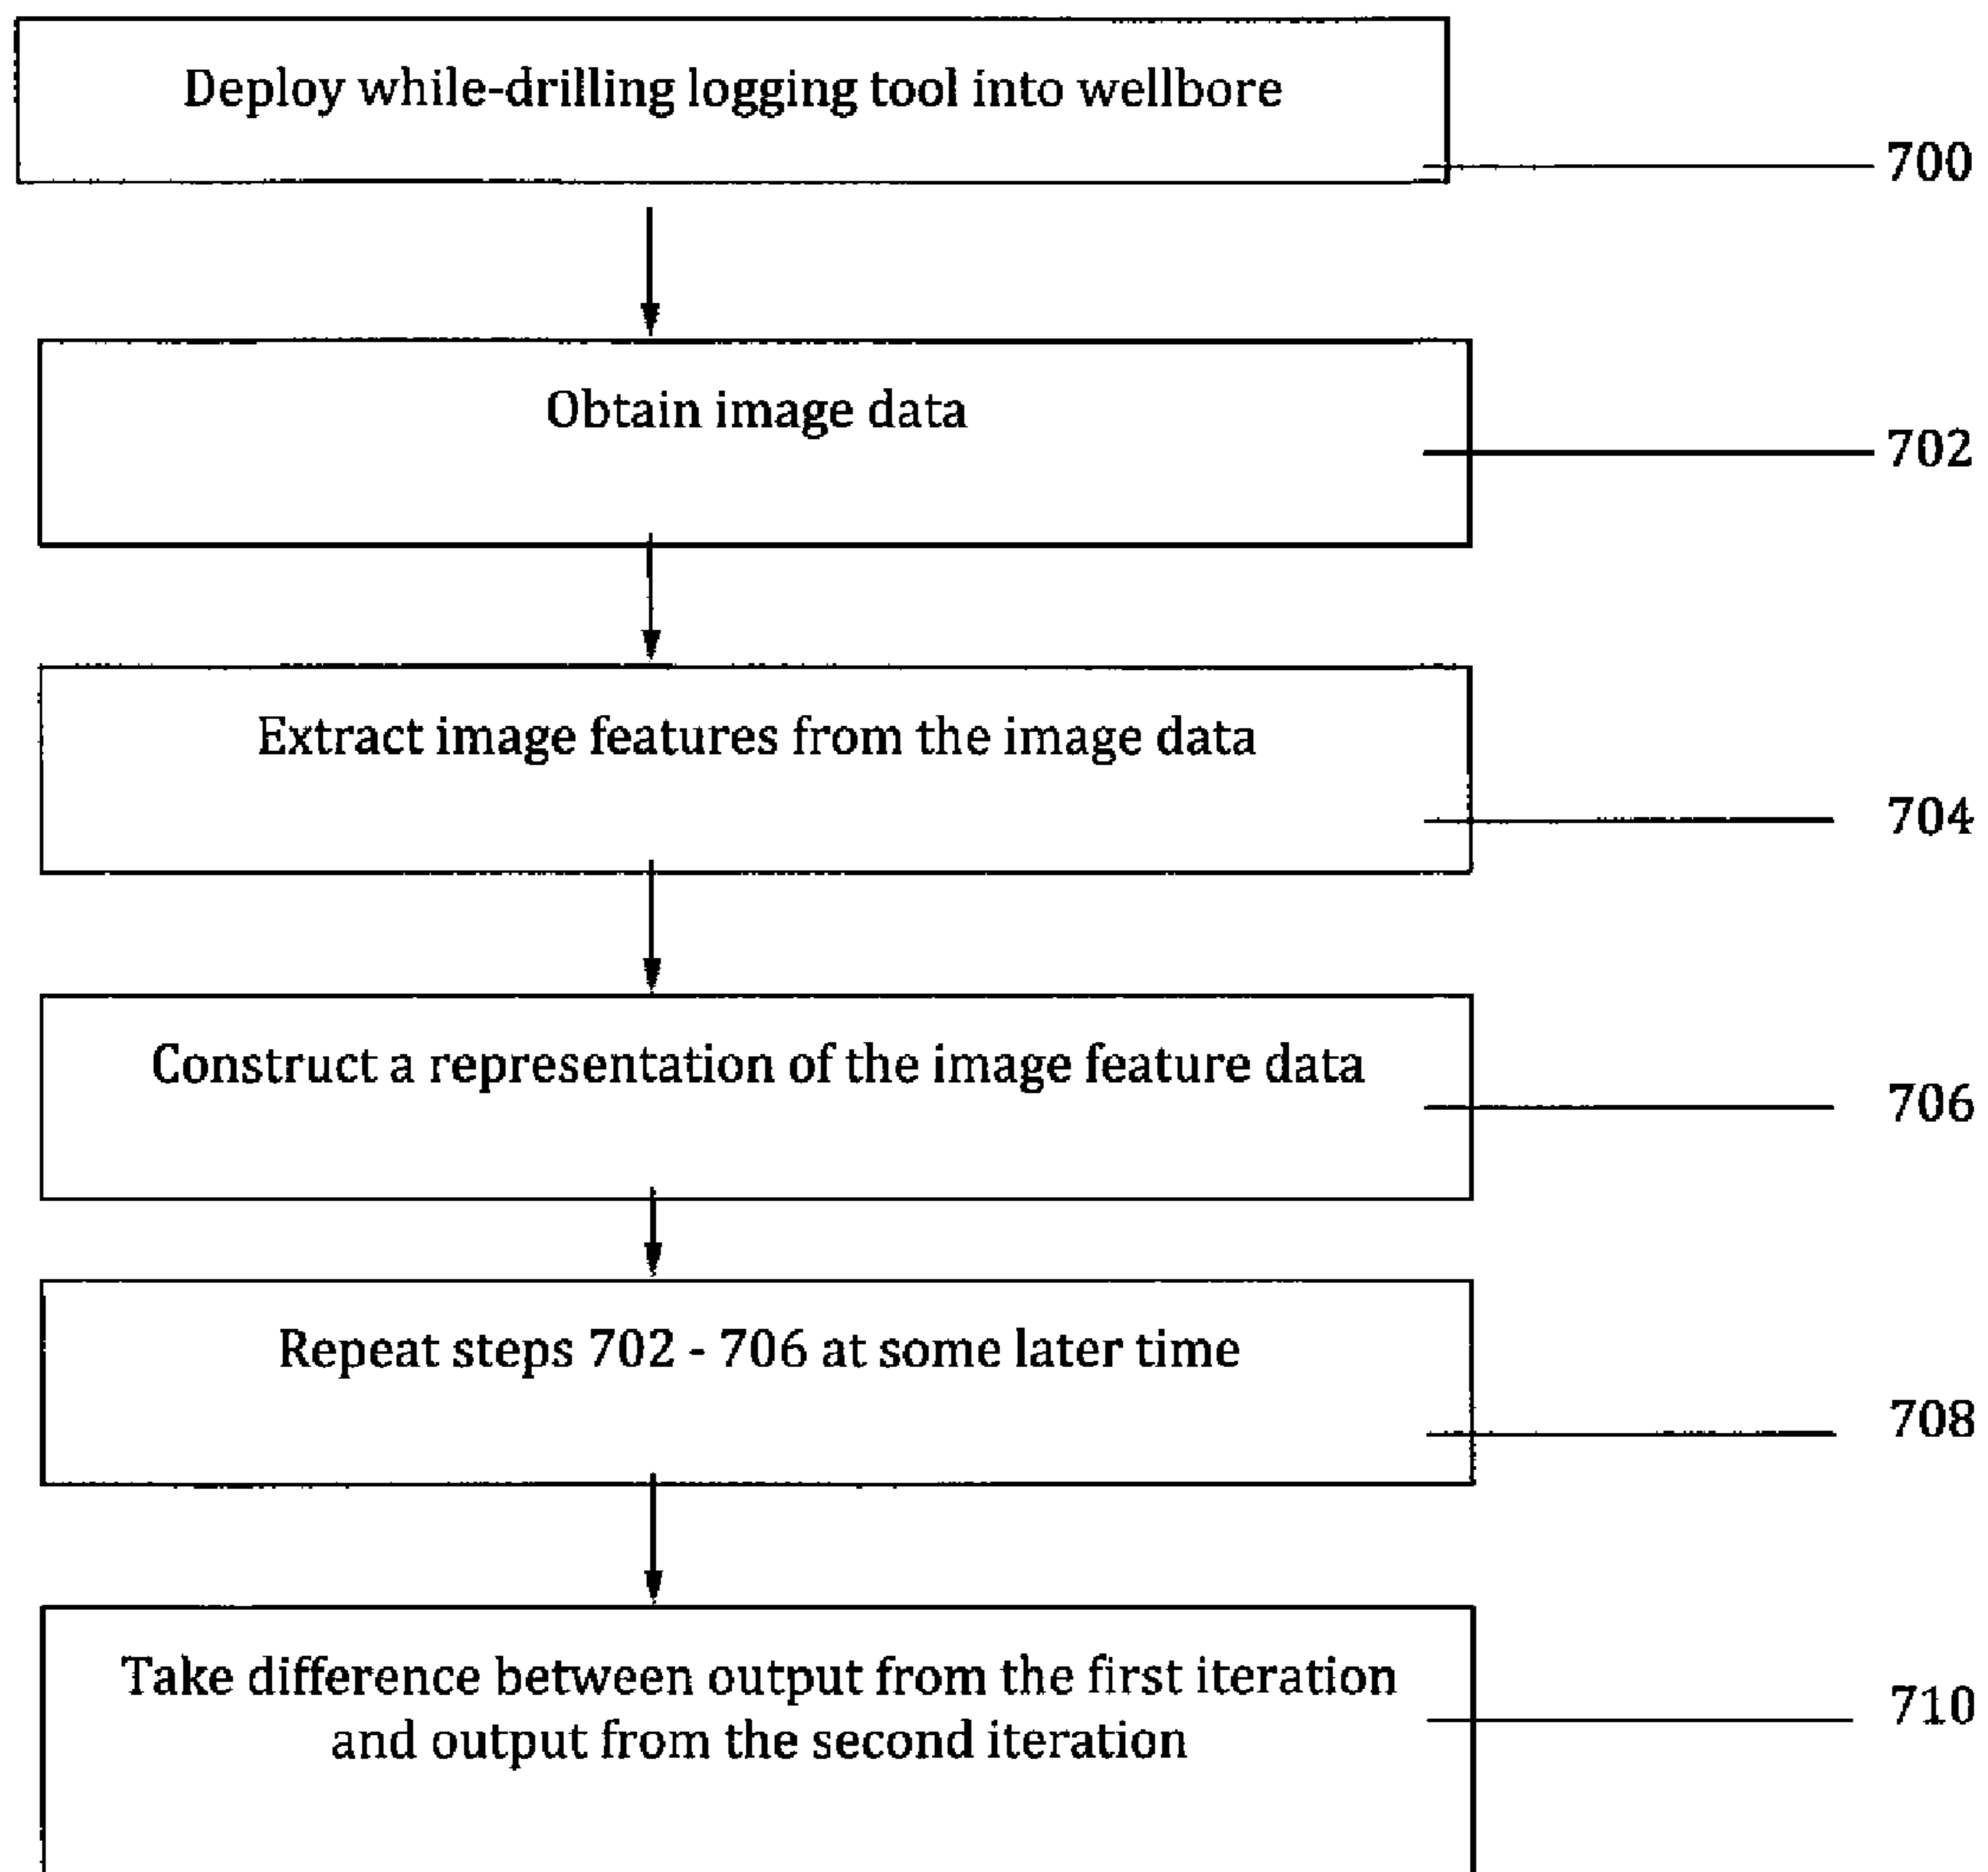 Deploy while-drilling logging tool into wellbore
700
Obtain image data
702
Extract image features from the image data
704
Construct a representation of the image feature data
706
Repeat steps 702 - 706 at some later time
708
Take difference between output from the first iteration
and output from the second iteration
710